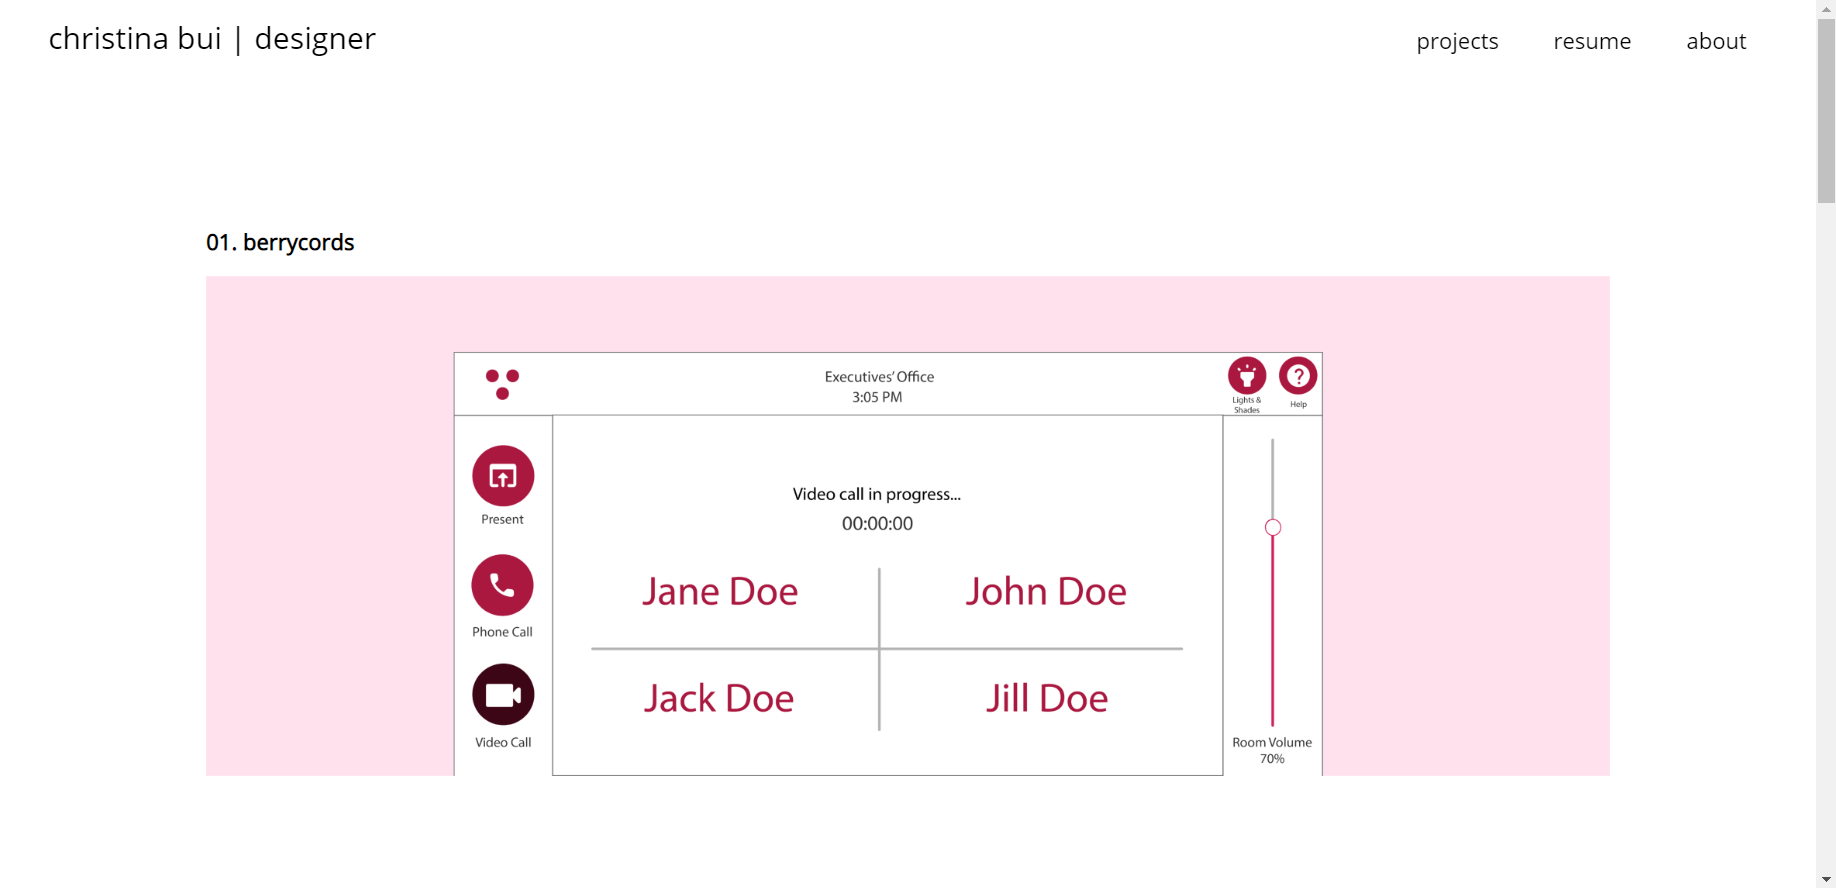 christina bui | designer
projects resume about
01. berrycords
Executives' Office
3:05 PM
Lights &
Shades
Help
Present
Phone Call
Video Call
Video call in progress...
00:00:00
Jane Doe
John Doe
Jack Doe
Jill Doe
Room Volume
70%